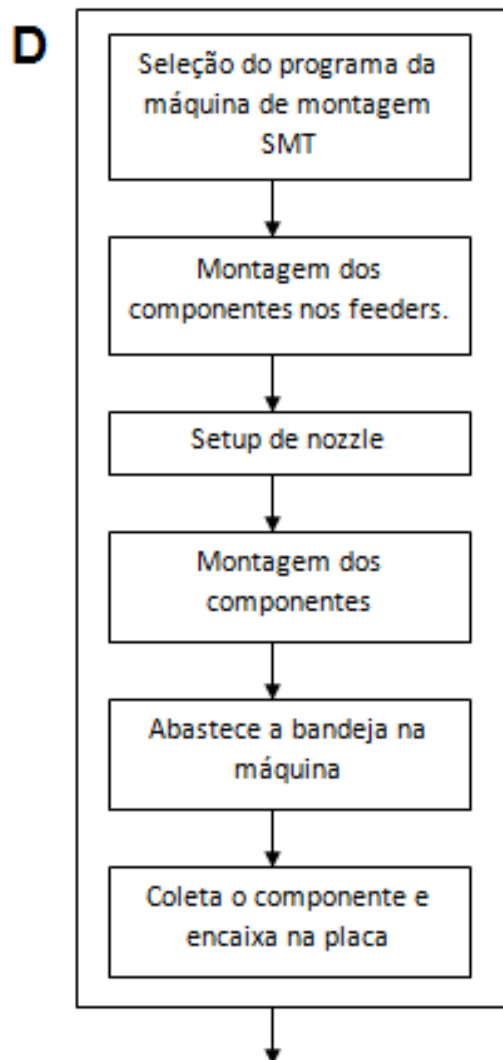 D
Seleção do programa da
máquina de montagem
SMT
Montagem dos
componentes nos feeders.
Setup de nozzle
Montagem dos
componentes
Abastece a bandeja na
máquina
Coleta o componente e
encaixa na placa